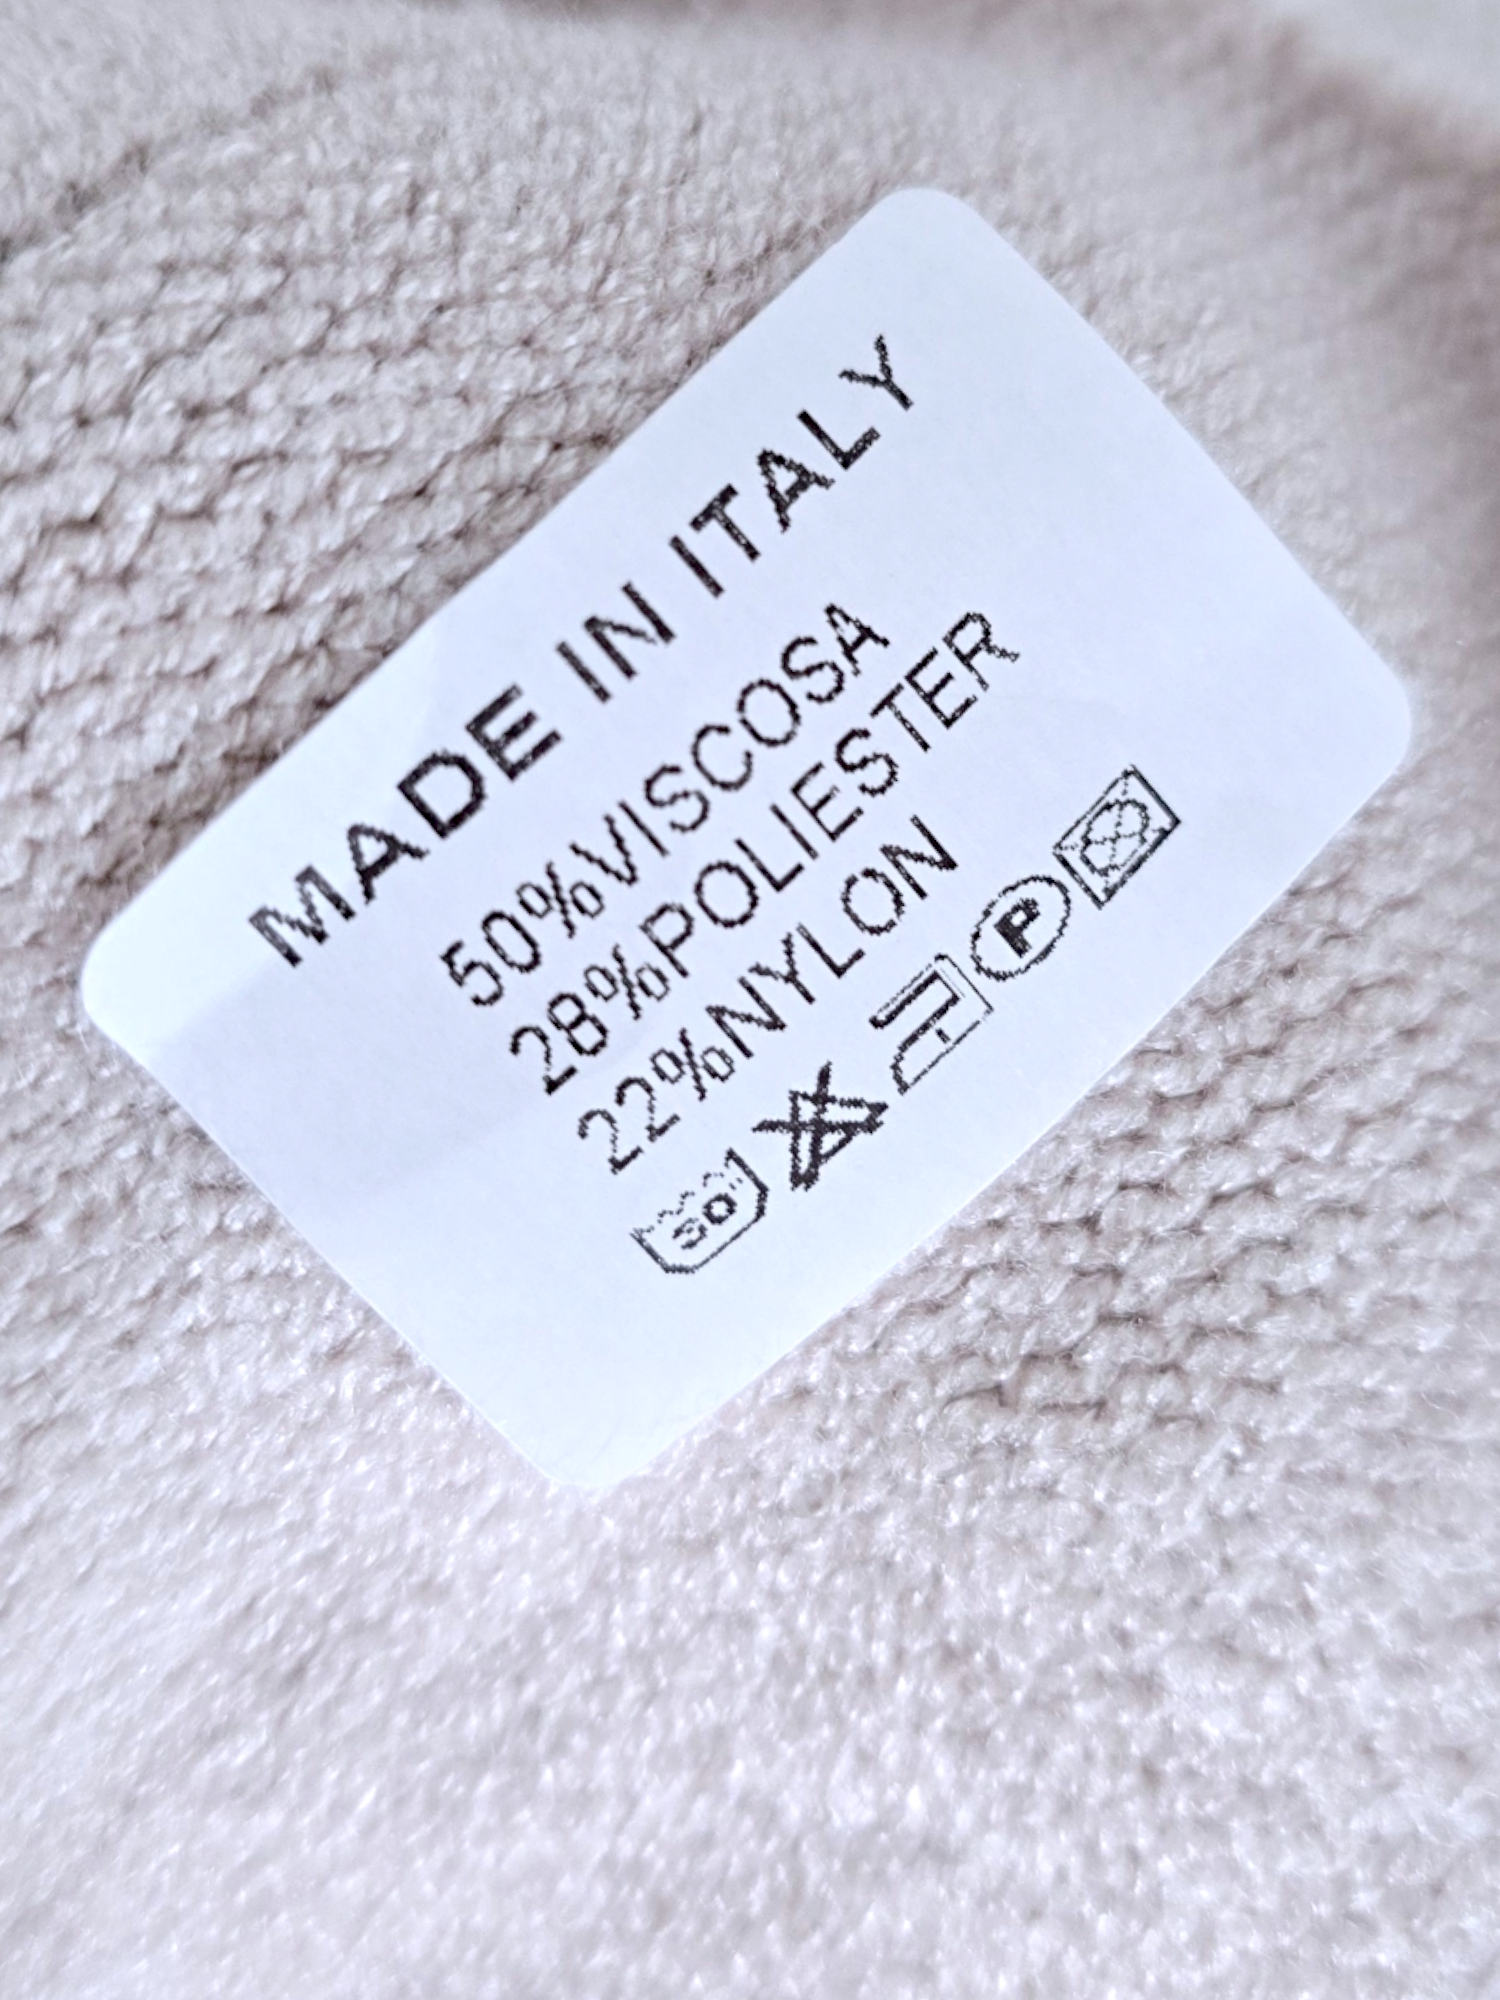 MADE IN ITALY
50%VISCOSA
28%POLIESTER
22%NYLON
30 P